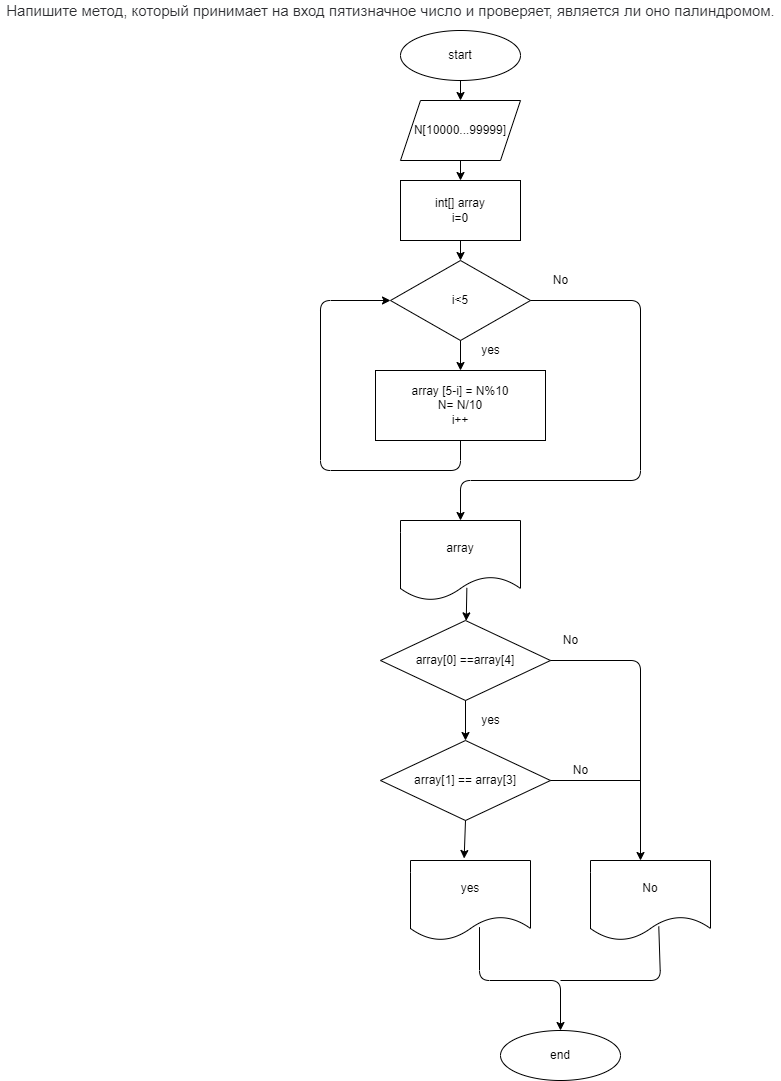 Напишите метод, который принимает на вход пятизначное число и проверяет, является ли оно палиндромом.
start
N[10000...99999]
int[] array
i=0
No
i<5
yes
array [5-i] = N%10
N= N/10
i++
array
No
array[0] ==array[4]
yes
No
array[1] == array[3]
yes
No
end